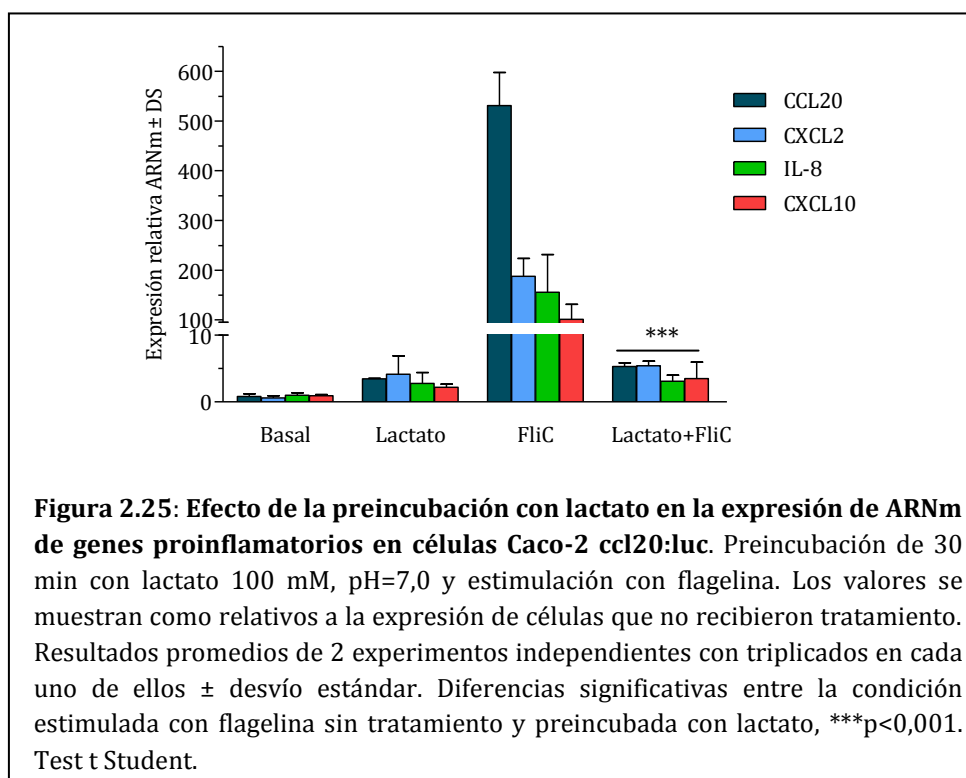 Expresión relativa ARNm ± DS
600
500
400
300
200
100
10
0
CCL20
CXCL2
IL-8
CXCL10
***
Basal
Lactato
FliC
Lactato+FliC
Figura 2.25: Efecto de la preincubación con lactato en la expresión de ARNm
de genes proinflamatorios en células Caco-2 ccl20:luc. Preincubación de 30
min con lactato 100 mM, pH=7,0 y estimulación con flagelina. Los valores se
muestran como relativos a la expresión de células que no recibieron tratamiento.
Resultados promedios de 2 experimentos independientes con triplicados en cada
uno de ellos ± desvío estándar. Diferencias significativas entre la condición
estimulada con flagelina sin tratamiento y preincubada con lactato, ***p<0,001.
Test t Student.